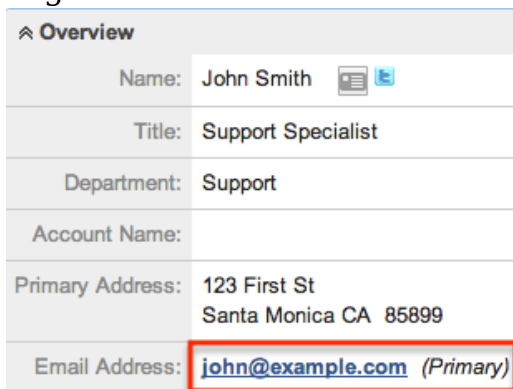 Overview
Name: John Smith
Title: Support Specialist
Department: Support
Account Name:
Primary Address: 123 First St
Santa Monica CA 85899
Email Address: john@example.com (Primary)